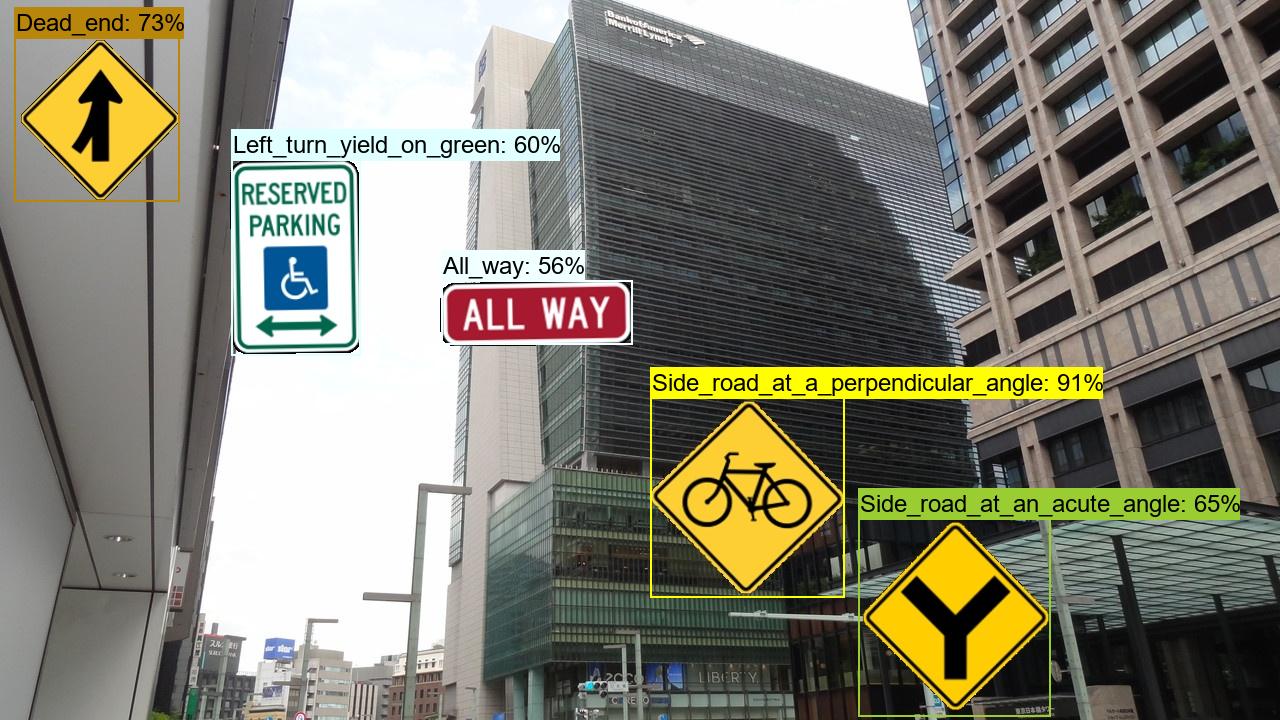 Dead_end: 73%
Left_turn_yield_on_green: 60%
RESERVED
PARKING
All_way: 56%
ALL WAY
Side_road_at_a_perpendicular_angle: 91%
Side_road_at_an_acute_angle: 65%
Bank of America
Merrill Lynch
LIBERTY